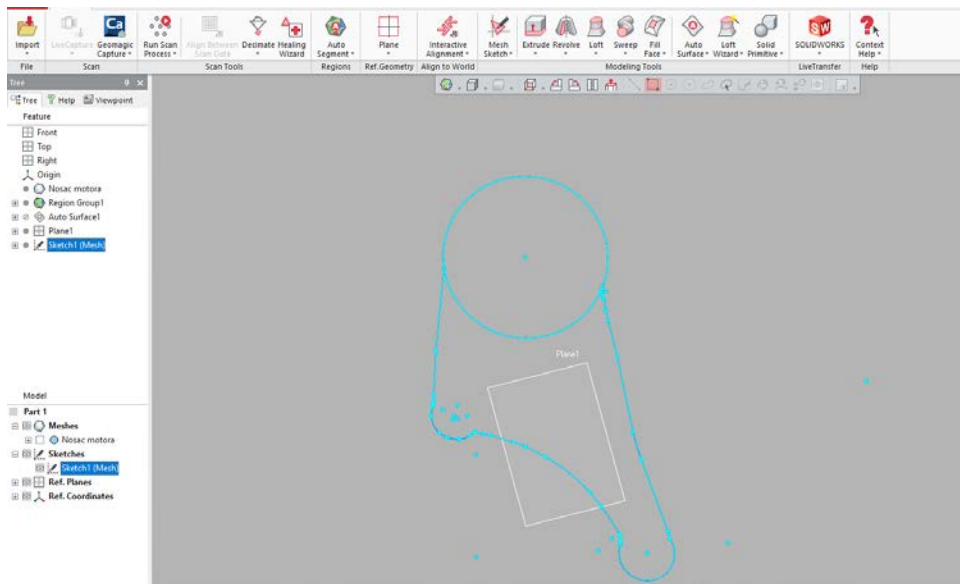 Import LiveCapture Geomagic Capture Run Scan Process Align Between Scan Data Decimate Healing Wizard Auto Segment Plane Interactive Alignment Mesh Sketch Extrude Revolve Loft Sweep Fill Face Auto Surface Loft Wizard Solid Primitive SOLIDWORKS Context Help
File Scan Scan Tools Regions Ref.Geometry Align to World Modeling Tools LiveTransfer Help
Tree
Tree Help Viewpoint
Feature
Front
Top
Right
Origin
Nosac motora
Region Group1
Auto Surface1
Plane1
Sketch1 (Mesh)
Plane1
Model
Part 1
Meshes
Nosac motora
Sketches
Sketch1 (Mesh)
Ref. Planes
Ref. Coordinates